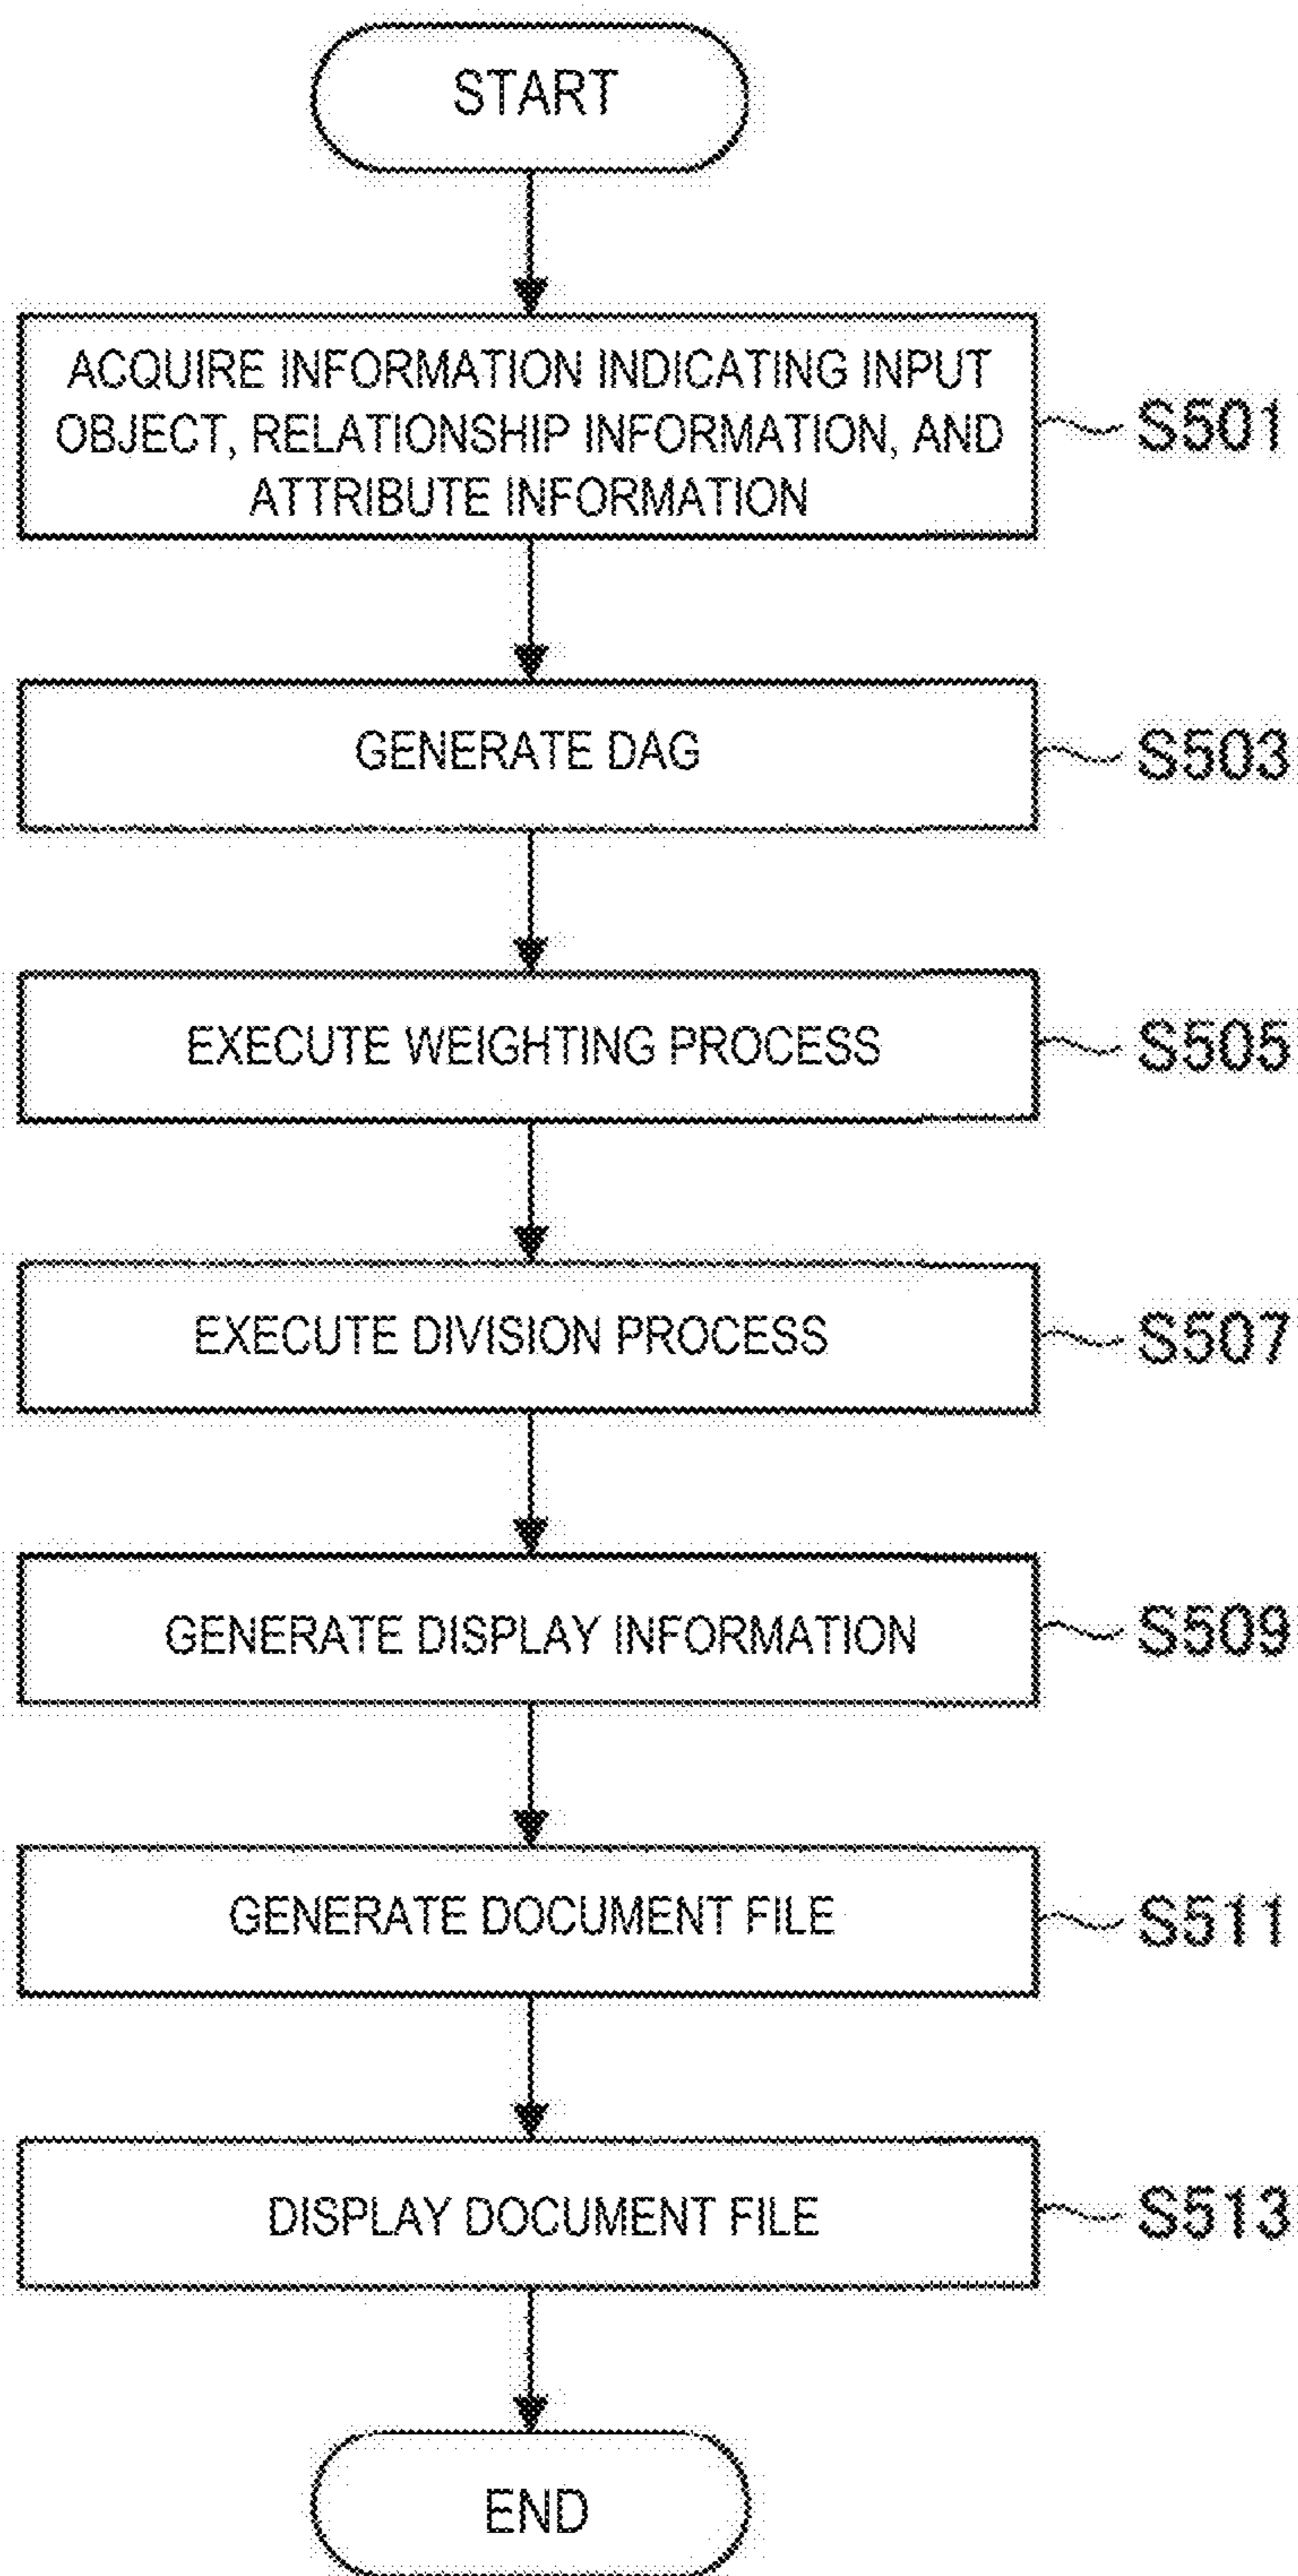 START
ACQUIRE INFORMATION INDICATING INPUT
OBJECT, RELATIONSHIP INFORMATION, AND
ATTRIBUTE INFORMATION
S501
GENERATE DAG
S503
EXECUTE WEIGHTING PROCESS
S505
EXECUTE DIVISION PROCESS
S507
GENERATE DISPLAY INFORMATION
S509
GENERATE DOCUMENT FILE
S511
DISPLAY DOCUMENT FILE
S513
END